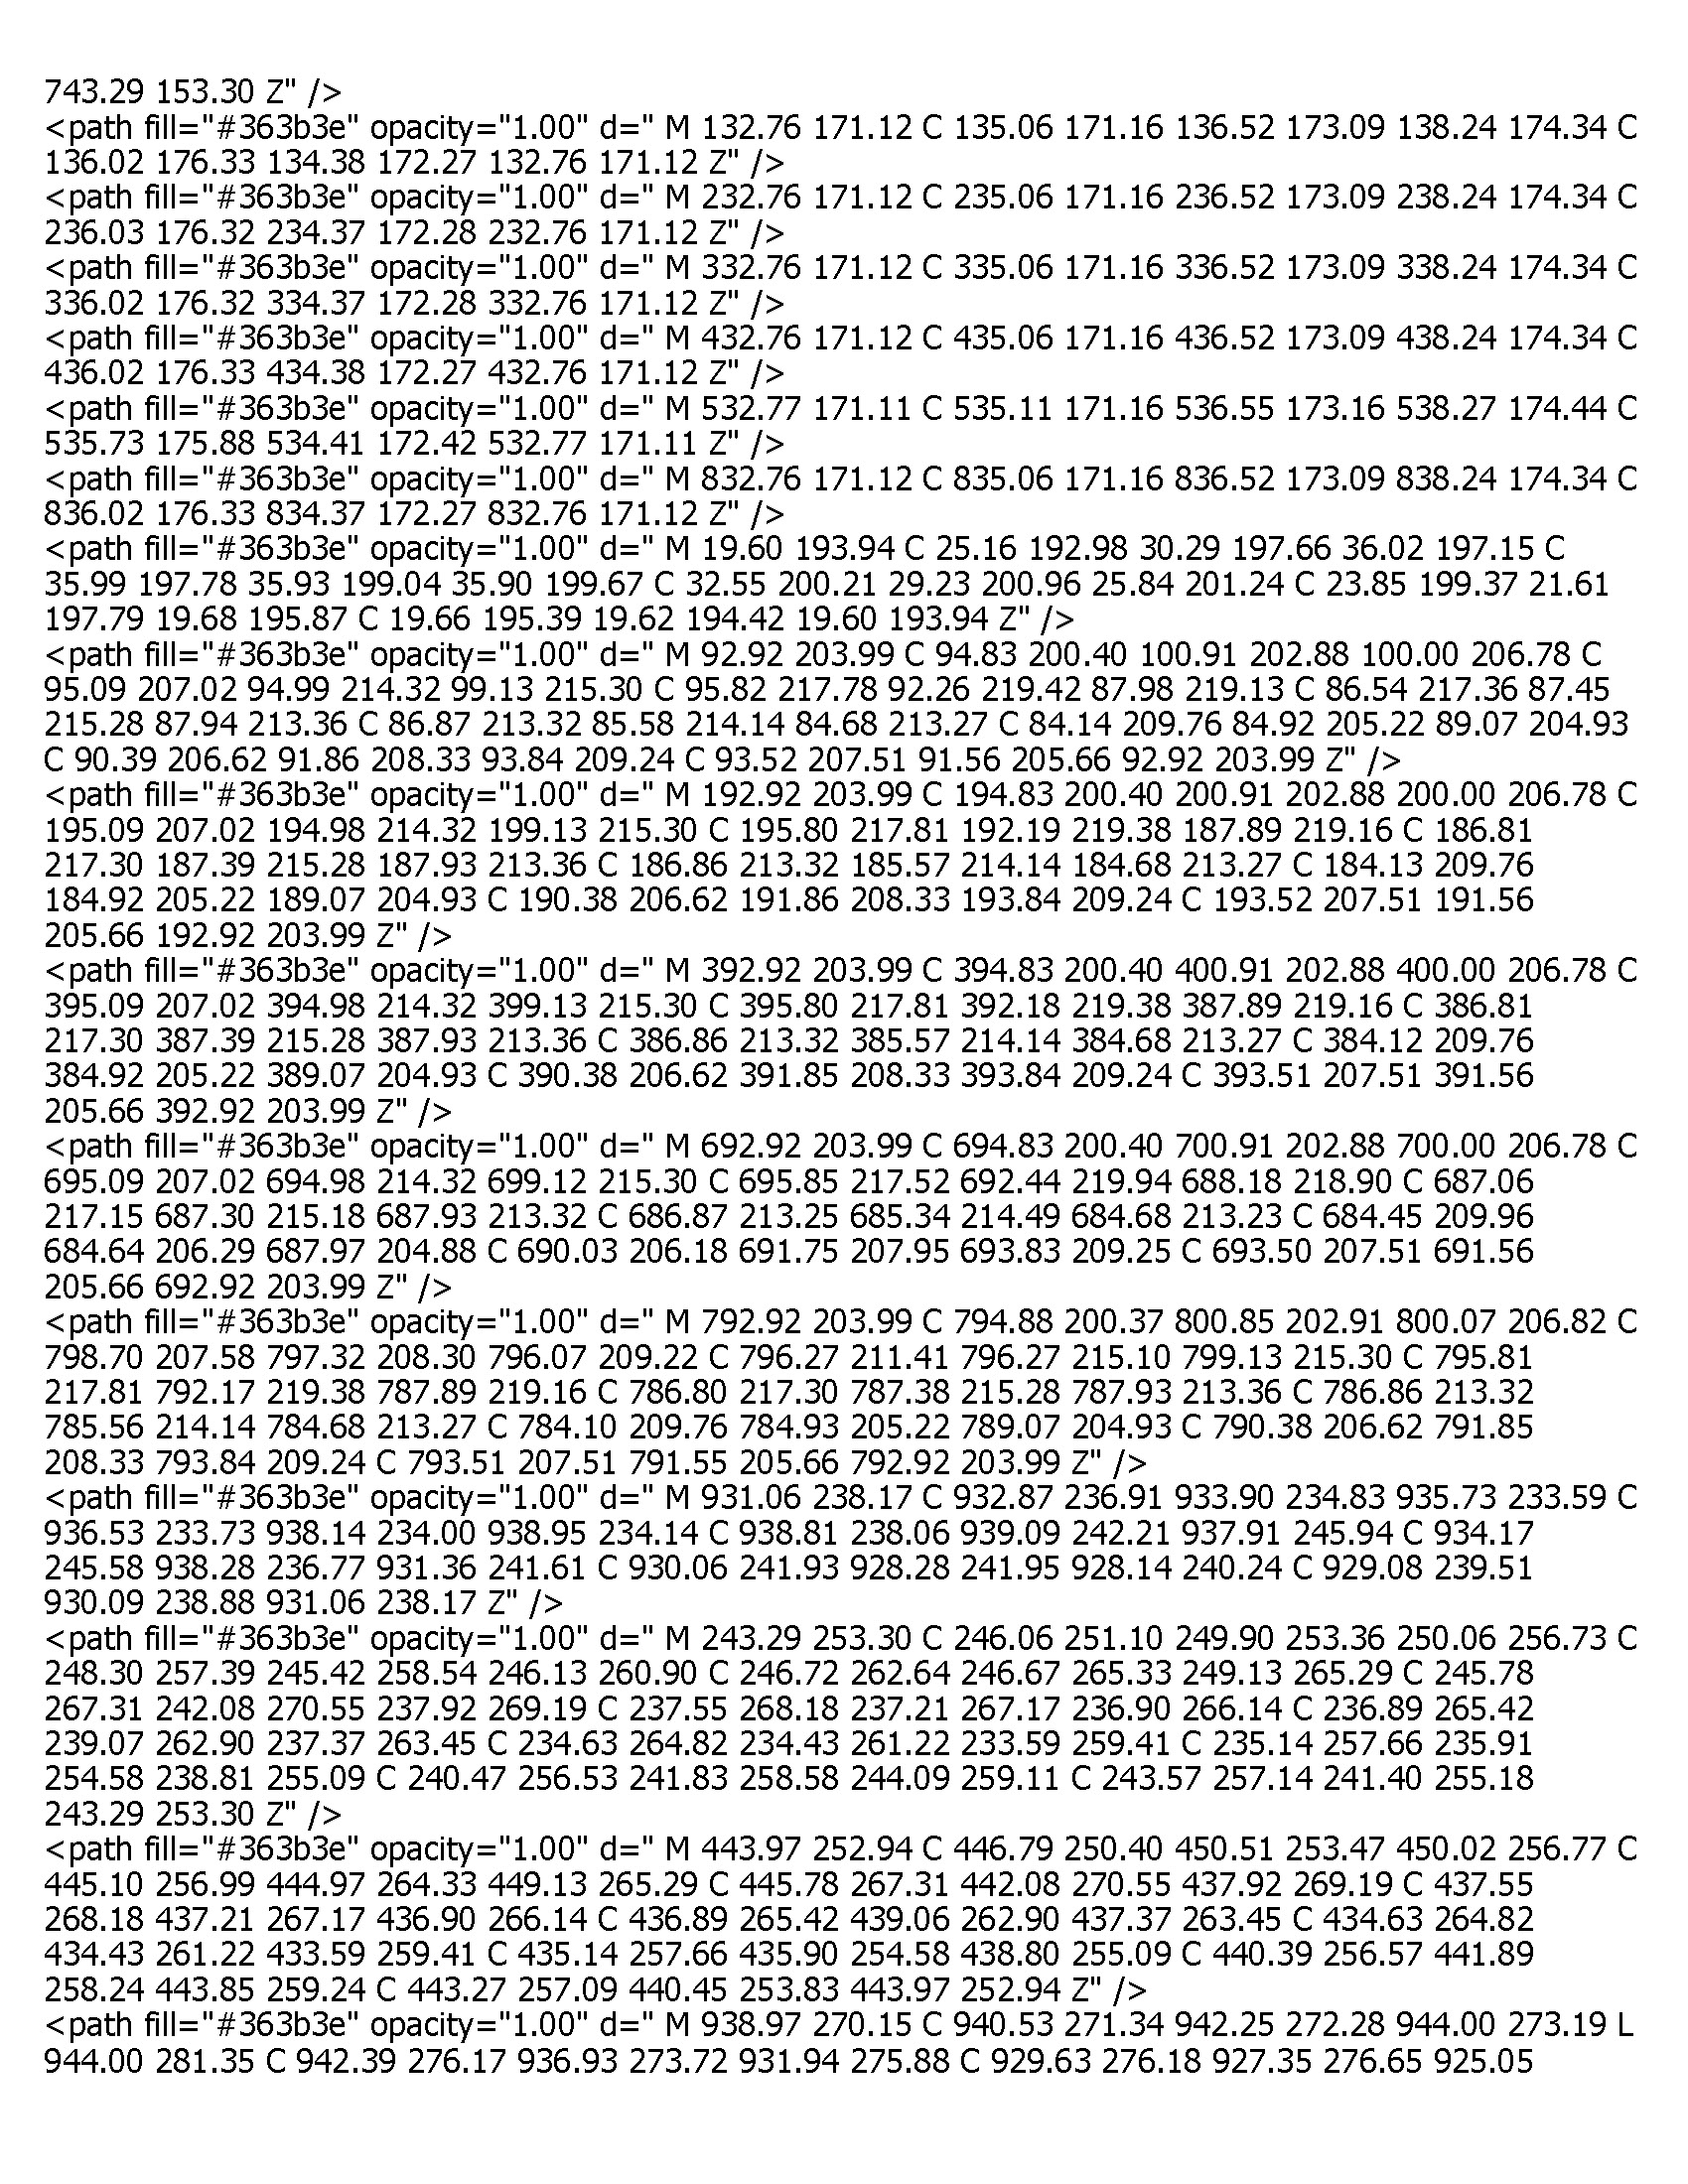 743.29 153.30 Z" />
<path fill="#363b3e" opacity="1.00" d=" M 132.76 171.12 C 135.06 171.16 136.52 173.09 138.24 174.34 C
136.02 176.33 134.38 172.27 132.76 171.12 Z" />
<path fill="#363b3e" opacity="1.00" d=" M 232.76 171.12 C 235.06 171.16 236.52 173.09 238.24 174.34 C
236.03 176.32 234.37 172.28 232.76 171.12 Z" />
<path fill="#363b3e" opacity="1.00" d=" M 332.76 171.12 C 335.06 171.16 336.52 173.09 338.24 174.34 C
336.02 176.32 334.37 172.28 332.76 171.12 Z" />
<path fill="#363b3e" opacity="1.00" d=" M 432.76 171.12 C 435.06 171.16 436.52 173.09 438.24 174.34 C
436.02 176.33 434.38 172.27 432.76 171.12 Z" />
<path fill="#363b3e" opacity="1.00" d=" M 532.77 171.11 C 535.11 171.16 536.55 173.16 538.27 174.44 C
535.73 175.88 534.41 172.42 532.77 171.11 Z" />
<path fill="#363b3e" opacity="1.00" d=" M 832.76 171.12 C 835.06 171.16 836.52 173.09 838.24 174.34 C
836.02 176.33 834.37 172.27 832.76 171.12 Z" />
<path fill="#363b3e" opacity="1.00" d=" M 19.60 193.94 C 25.16 192.98 30.29 197.66 36.02 197.15 C
35.99 197.78 35.93 199.04 35.90 199.67 C 32.55 200.21 29.23 200.96 25.84 201.24 C 23.85 199.37 21.61
197.79 19.68 195.87 C 19.66 195.39 19.62 194.42 19.60 193.94 Z" />
<path fill="#363b3e" opacity="1.00" d=" M 92.92 203.99 C 94.83 200.40 100.91 202.88 100.00 206.78 C
95.09 207.02 94.99 214.32 99.13 215.30 C 95.82 217.78 92.26 219.42 87.98 219.13 C 86.54 217.36 87.45
215.28 87.94 213.36 C 86.87 213.32 85.58 214.14 84.68 213.27 C 84.14 209.76 84.92 205.22 89.07 204.93
C 90.39 206.62 91.86 208.33 93.84 209.24 C 93.52 207.51 91.56 205.66 92.92 203.99 Z" />
<path fill="#363b3e" opacity="1.00" d=" M 192.92 203.99 C 194.83 200.40 200.91 202.88 200.00 206.78 C
195.09 207.02 194.98 214.32 199.13 215.30 C 195.80 217.81 192.19 219.38 187.89 219.16 C 186.81
217.30 187.39 215.28 187.93 213.36 C 186.86 213.32 185.57 214.14 184.68 213.27 C 184.13 209.76
184.92 205.22 189.07 204.93 C 190.38 206.62 191.86 208.33 193.84 209.24 C 193.52 207.51 191.56
205.66 192.92 203.99 Z" />
<path fill="#363b3e" opacity="1.00" d=" M 392.92 203.99 C 394.83 200.40 400.91 202.88 400.00 206.78 C
395.09 207.02 394.98 214.32 399.13 215.30 C 395.80 217.81 392.18 219.38 387.89 219.16 C 386.81
217.30 387.39 215.28 387.93 213.36 C 386.86 213.32 385.57 214.14 384.68 213.27 C 384.12 209.76
384.92 205.22 389.07 204.93 C 390.38 206.62 391.85 208.33 393.84 209.24 C 393.51 207.51 391.56
205.66 392.92 203.99 Z" />
<path fill="#363b3e" opacity="1.00" d=" M 692.92 203.99 C 694.83 200.40 700.91 202.88 700.00 206.78 C
695.09 207.02 694.98 214.32 699.12 215.30 C 695.85 217.52 692.44 219.94 688.18 218.90 C 687.06
217.15 687.30 215.18 687.93 213.32 C 686.87 213.25 685.34 214.49 684.68 213.23 C 684.45 209.96
684.64 206.29 687.97 204.88 C 690.03 206.18 691.75 207.95 693.83 209.25 C 693.50 207.51 691.56
205.66 692.92 203.99 Z" />
<path fill="#363b3e" opacity="1.00" d=" M 792.92 203.99 C 794.88 200.37 800.85 202.91 800.07 206.82 C
798.70 207.58 797.32 208.30 796.07 209.22 C 796.27 211.41 796.27 215.10 799.13 215.30 C 795.81
217.81 792.17 219.38 787.89 219.16 C 786.80 217.30 787.38 215.28 787.93 213.36 C 786.86 213.32
785.56 214.14 784.68 213.27 C 784.10 209.76 784.93 205.22 789.07 204.93 C 790.38 206.62 791.85
208.33 793.84 209.24 C 793.51 207.51 791.55 205.66 792.92 203.99 Z" />
<path fill="#363b3e" opacity="1.00" d=" M 931.06 238.17 C 932.87 236.91 933.90 234.83 935.73 233.59 C
936.53 233.73 938.14 234.00 938.95 234.14 C 938.81 238.06 939.09 242.21 937.91 245.94 C 934.17
245.58 938.28 236.77 931.36 241.61 C 930.06 241.93 928.28 241.95 928.14 240.24 C 929.08 239.51
930.09 238.88 931.06 238.17 Z" />
<path fill="#363b3e" opacity="1.00" d=" M 243.29 253.30 C 246.06 251.10 249.90 253.36 250.06 256.73 C
248.30 257.39 245.42 258.54 246.13 260.90 C 246.72 262.64 246.67 265.33 249.13 265.29 C 245.78
267.31 242.08 270.55 237.92 269.19 C 237.55 268.18 237.21 267.17 236.90 266.14 C 236.89 265.42
239.07 262.90 237.37 263.45 C 234.63 264.82 234.43 261.22 233.59 259.41 C 235.14 257.66 235.91
254.58 238.81 255.09 C 240.47 256.53 241.83 258.58 244.09 259.11 C 243.57 257.14 241.40 255.18
243.29 253.30 Z" />
<path fill="#363b3e" opacity="1.00" d=" M 443.97 252.94 C 446.79 250.40 450.51 253.47 450.02 256.77 C
445.10 256.99 444.97 264.33 449.13 265.29 C 445.78 267.31 442.08 270.55 437.92 269.19 C 437.55
268.18 437.21 267.17 436.90 266.14 C 436.89 265.42 439.06 262.90 437.37 263.45 C 434.63 264.82
434.43 261.22 433.59 259.41 C 435.14 257.66 435.90 254.58 438.80 255.09 C 440.39 256.57 441.89
258.24 443.85 259.24 C 443.27 257.09 440.45 253.83 443.97 252.94 Z" />
<path fill="#363b3e" opacity="1.00" d=" M 938.97 270.15 C 940.53 271.34 942.25 272.28 944.00 273.19 L
944.00 281.35 C 942.39 276.17 936.93 273.72 931.94 275.88 C 929.63 276.18 927.35 276.65 925.05